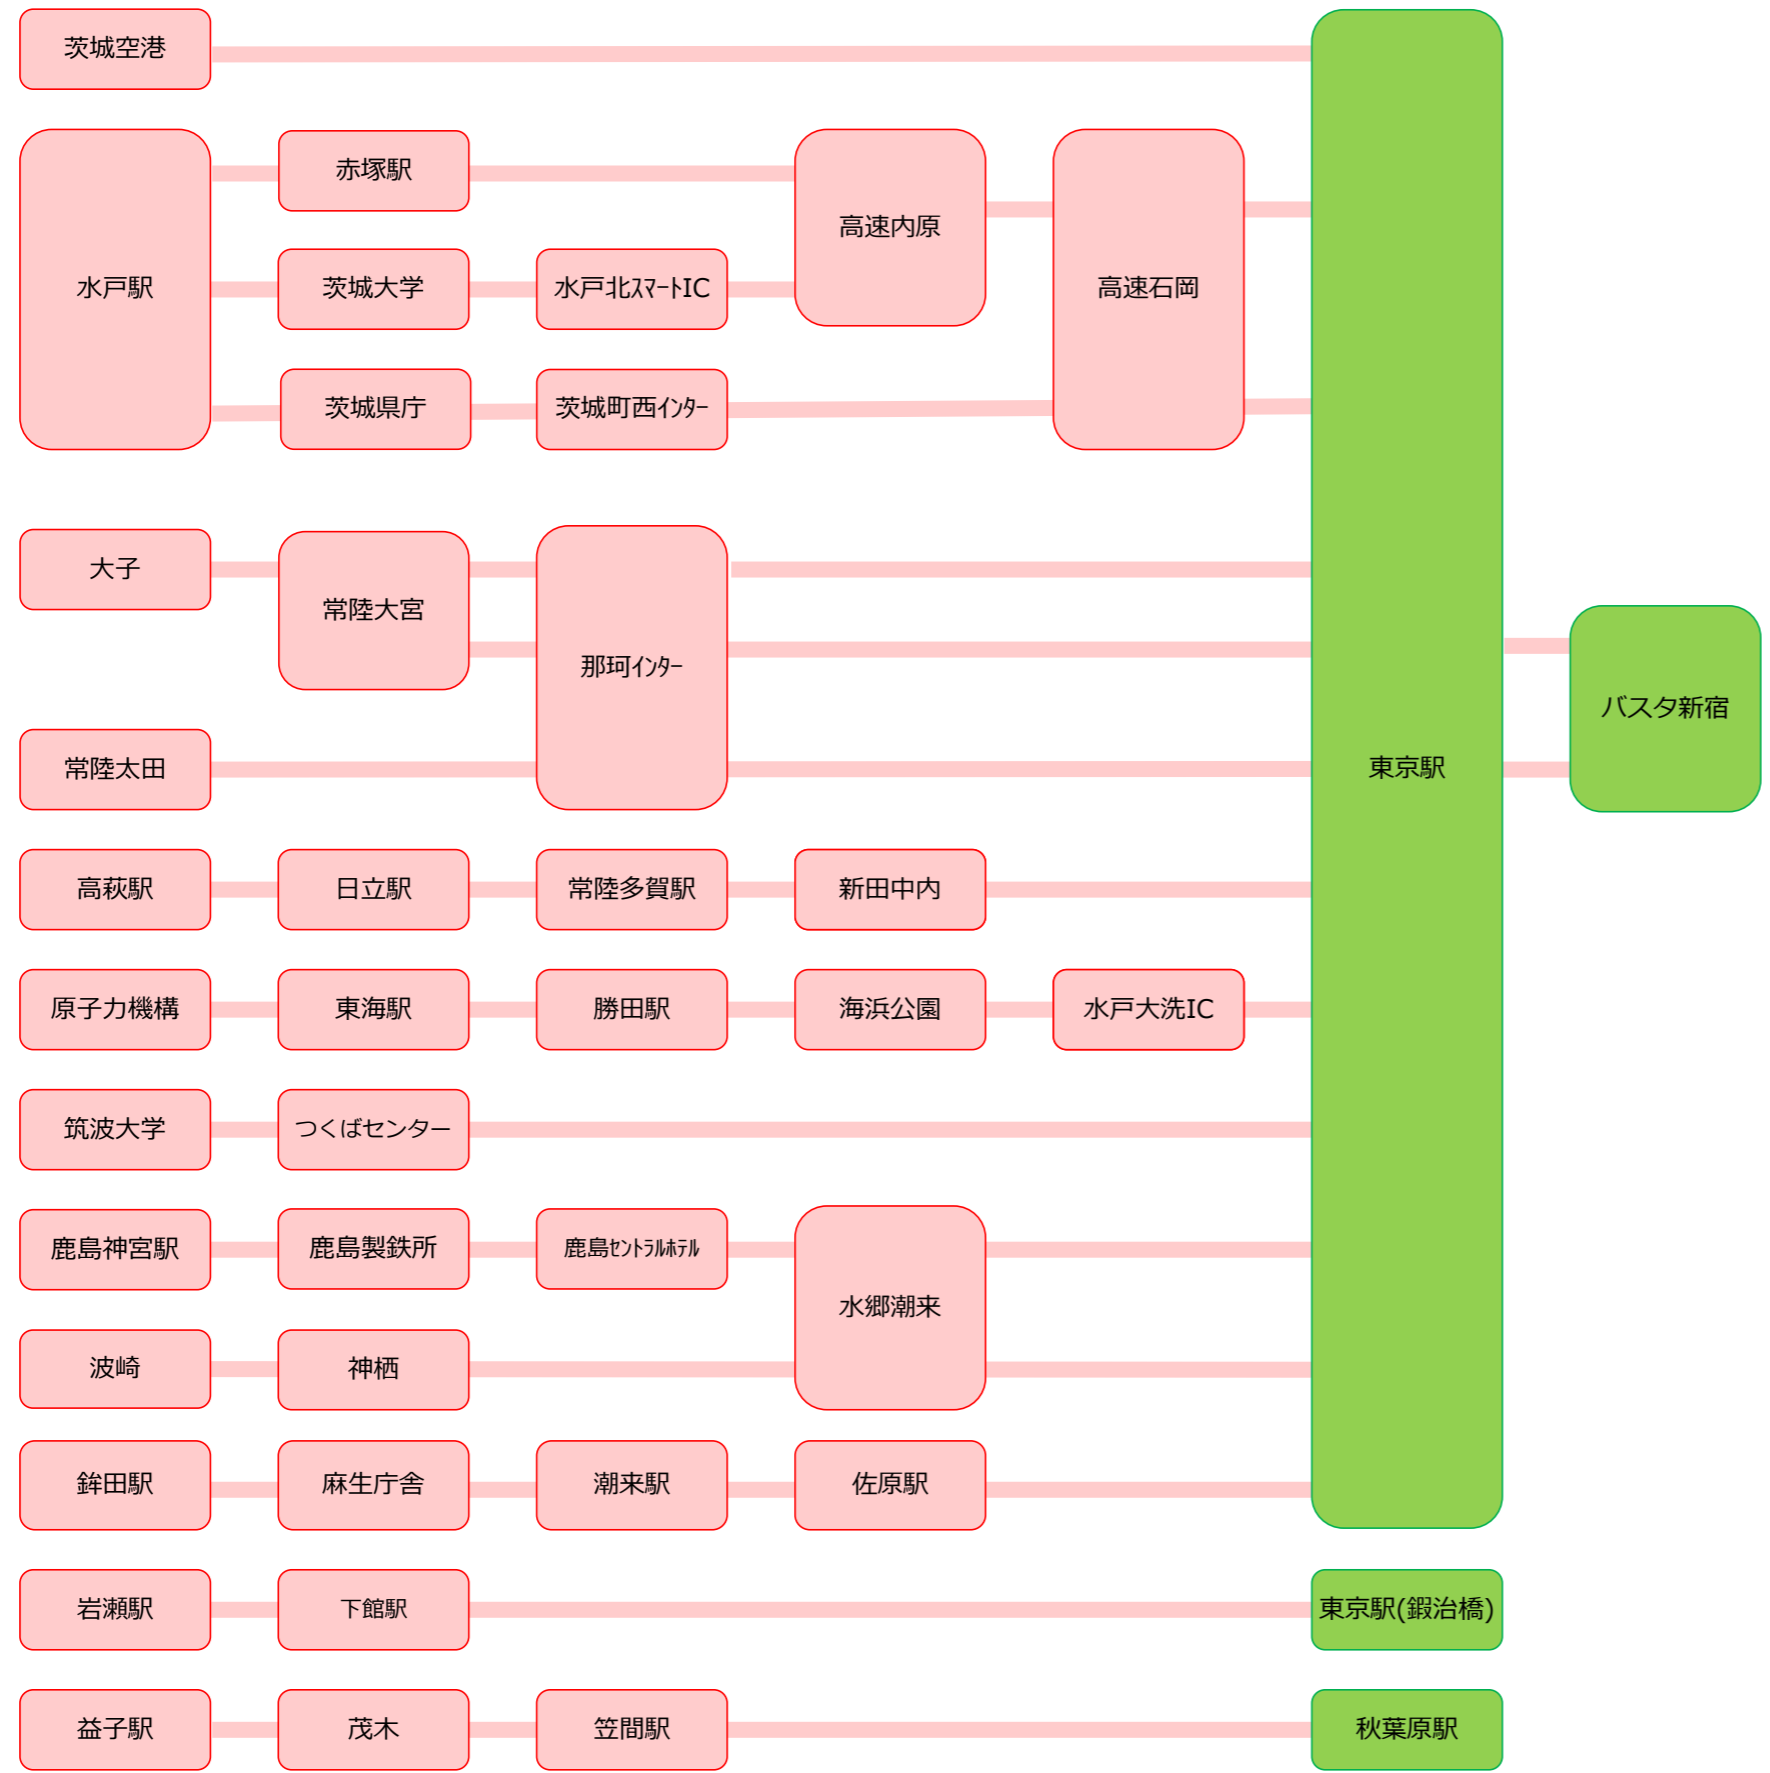 茨城空港
水戸駅
赤塚駅
高速内原
高速石岡
茨城大学
水戸北ｽﾏｰﾄIC
茨城県庁
茨城町西ｲﾝﾀｰ
大子
常陸大宮
那珂ｲﾝﾀｰ
常陸太田
東京駅
バスタ新宿
高萩駅
日立駅
常陸多賀駅
新田中内
原子力機構
東海駅
勝田駅
海浜公園
水戸大洗IC
筑波大学
つくばセンター
鹿島神宮駅
鹿島製鉄所
鹿島ｾﾝﾄﾗﾙﾎﾃﾙ
水郷潮来
波崎
神栖
鉾田駅
麻生庁舎
潮来駅
佐原駅
岩瀬駅
下館駅
東京駅(鍜治橋)
益子駅
茂木
笠間駅
秋葉原駅